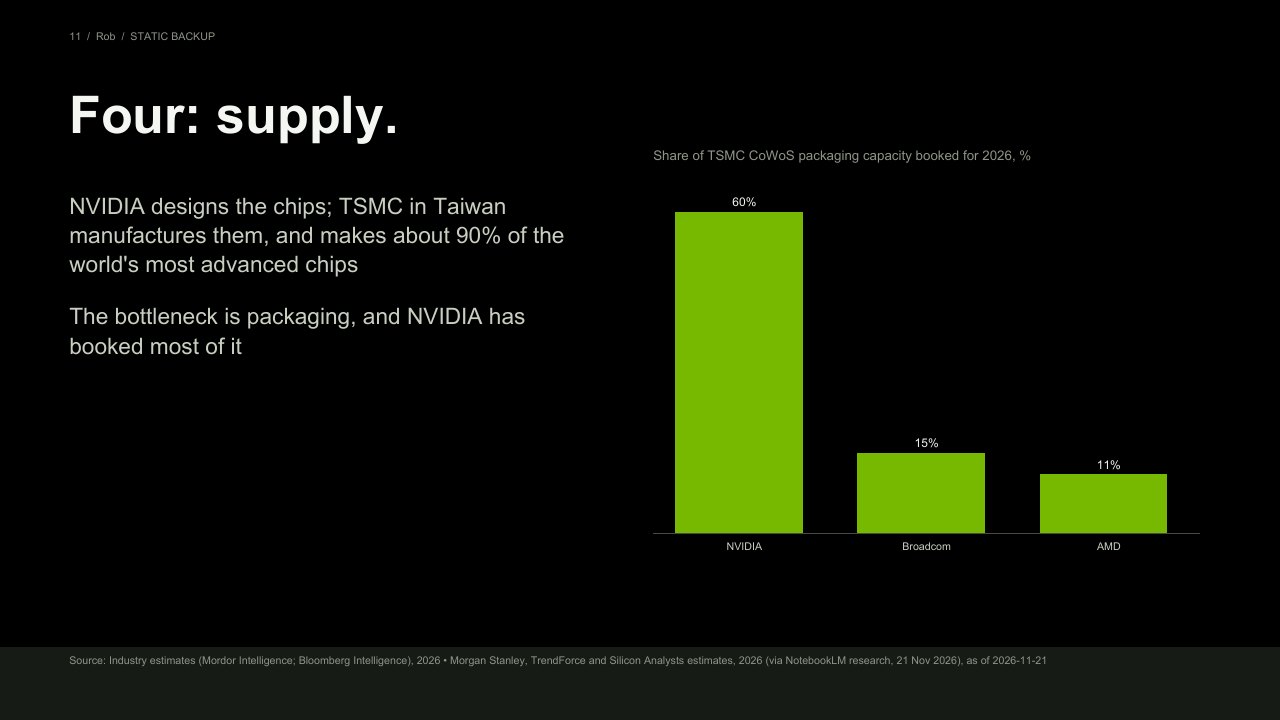 11 / Rob / STATIC BACKUP
Four: supply.
NVIDIA designs the chips; TSMC in Taiwan
manufactures them, and makes about 90% of the
world's most advanced chips
The bottleneck is packaging, and NVIDIA has
booked most of it
Share of TSMC CoWoS packaging capacity booked for 2026, %
60%
15%
11%
NVIDIA
Broadcom
AMD
Source: Industry estimates (Mordor Intelligence; Bloomberg Intelligence), 2026 • Morgan Stanley, TrendForce and Silicon Analysts estimates, 2026 (via NotebookLM research, 21 Nov 2026), as of 2026-11-21